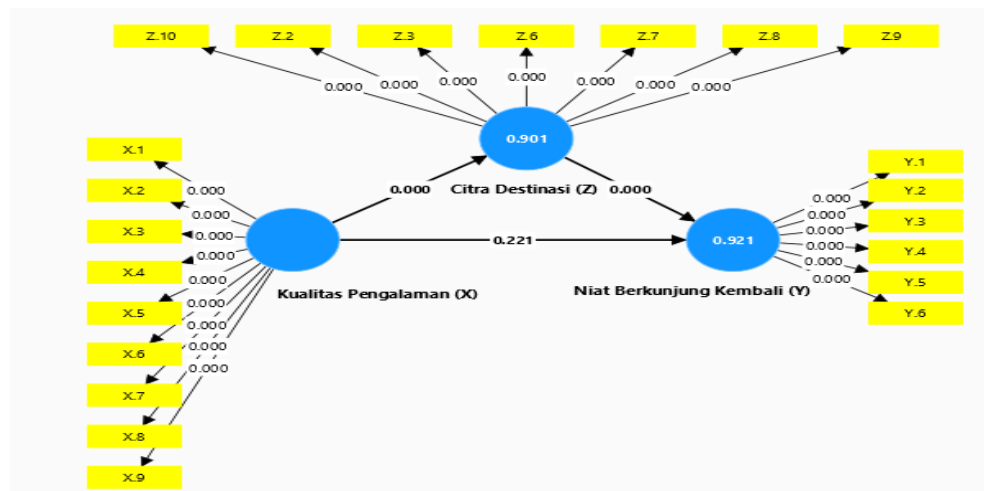 Z.10 Z.2 Z.3 Z.6 Z.7 Z.8 Z.9
0.000 0.000 0.000 0.000 0.000 0.000 0.000
0.901
Citra Destinasi (Z)
0.000
0.000
X.1
X.2
X.3
X.4
X.5
X.6
X.7
X.8
X.9
0.000
0.000
0.000
0.000
0.000
0.000
0.000
0.000
0.000
Kualitas Pengalaman (X)
0.221
0.921
Niat Berkunjung Kembali (Y)
0.000
0.000
0.000
0.000
0.000
0.000
Y.1
Y.2
Y.3
Y.4
Y.5
Y.6